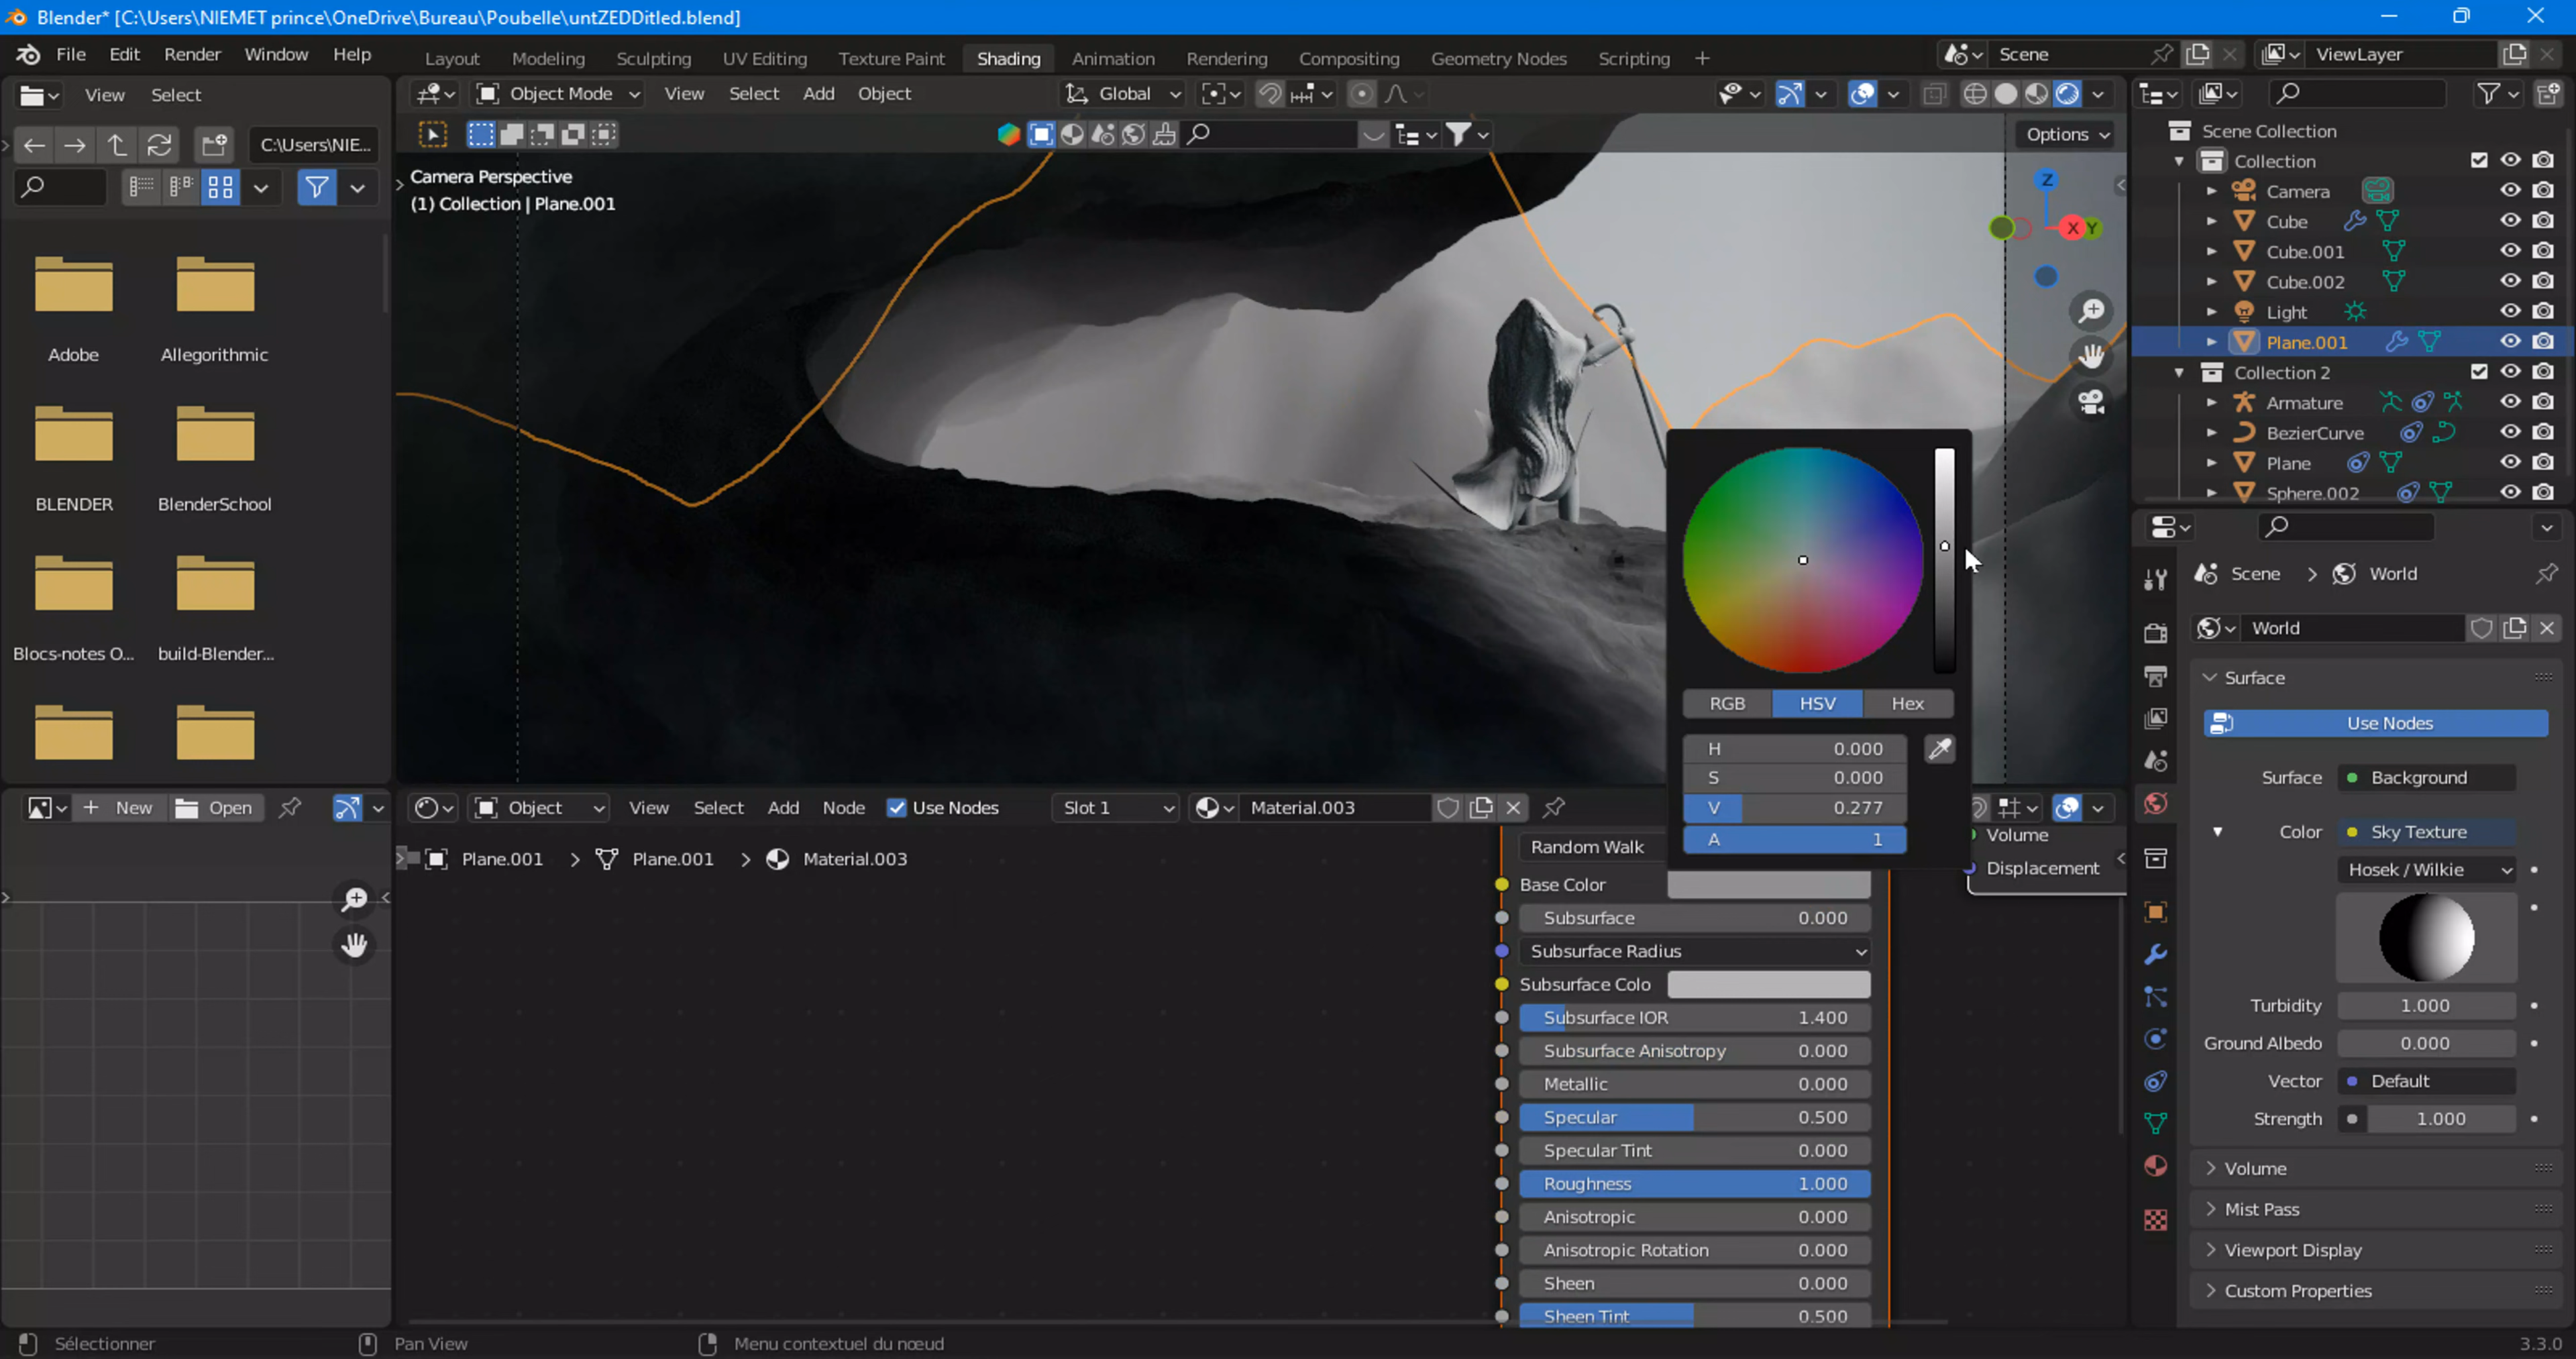 Blender* [C:\Users\NIEMET prince\OneDrive\Bureau\Poubelle\untZEDDitled.blend]
File Edit Render Window Help
Layout Modeling Sculpting UV Editing Texture Paint Shading Animation Rendering Compositing Geometry Nodes Scripting +
Scene
ViewLayer
View Select
Object Mode View Select Add Object
Global
C:\Users\NIE...
Options
Camera Perspective
(1) Collection | Plane.001
Z
X
Y
Adobe
Allegorithmic
BLENDER
BlenderSchool
Blocs-notes O...
build-Blender...
Scene Collection
Collection
Camera
Cube
Cube.001
Cube.002
Light
Plane.001
Collection 2
Armature
BezierCurve
Plane
Sphere.002
RGB HSV Hex
H 0.000
S 0.000
V 0.277
A 1
Scene > World
World
Surface
Use Nodes
Surface Background
Color Sky Texture
Hosek / Wilkie
Turbidity 1.000
Ground Albedo 0.000
Vector Default
Strength 1.000
Volume
Mist Pass
Viewport Display
Custom Properties
+ New Open
Object View Select Add Node Use Nodes Slot 1 Material.003
Plane.001 > Plane.001 > Material.003
Random Walk
Base Color
Subsurface 0.000
Subsurface Radius
Subsurface Colo
Subsurface IOR 1.400
Subsurface Anisotropy 0.000
Metallic 0.000
Specular 0.500
Specular Tint 0.000
Roughness 1.000
Anisotropic 0.000
Anisotropic Rotation 0.000
Sheen 0.000
Sheen Tint 0.500
Volume
Displacement
Sélectionner
Pan View
Menu contextuel du nœud
3.3.0